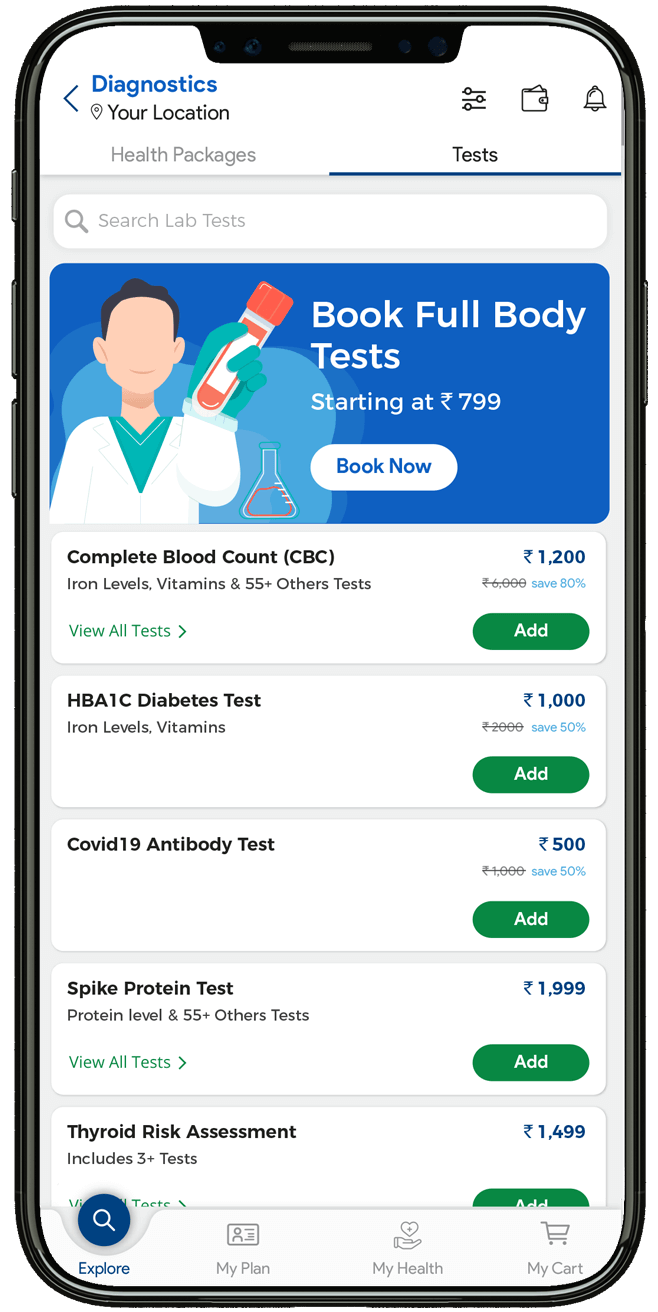 Diagnostics
Your Location
Health Packages Tests
Search Lab Tests
Book Full Body
Tests
Starting at ₹ 799
Book Now
Complete Blood Count (CBC) ₹ 1,200
Iron Levels, Vitamins & 55+ Others Tests ₹6,000 save 80%
View All Tests > Add
HBA1C Diabetes Test ₹ 1,000
Iron Levels, Vitamins ₹2000 save 50%
Add
Covid19 Antibody Test ₹ 500
₹1,000 save 50%
Add
Spike Protein Test ₹ 1,999
Protein level & 55+ Others Tests
View All Tests > Add
Thyroid Risk Assessment ₹ 1,499
Includes 3+ Tests
View All Tests > Add
Explore My Plan My Health My Cart